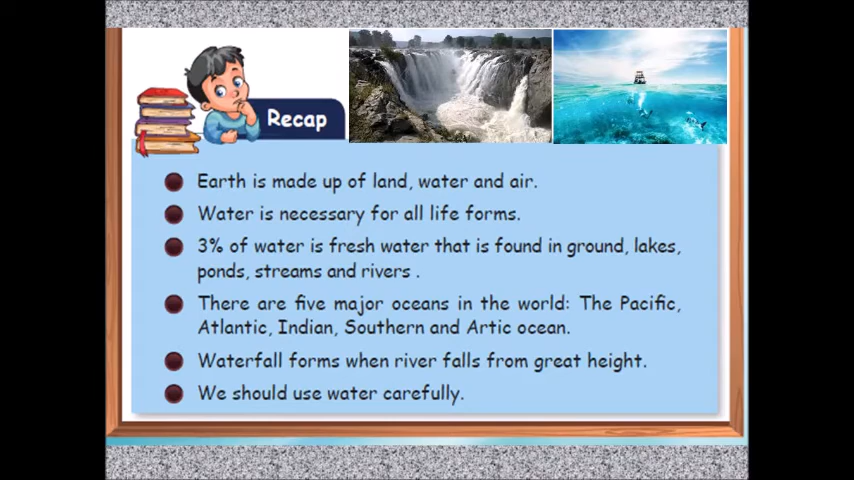 Recap
Earth is made up of land, water and air.
Water is necessary for all life forms.
3% of water is fresh water that is found in ground, lakes,
ponds, streams and rivers .
There are five major oceans in the world: The Pacific,
Atlantic, Indian, Southern and Artic ocean.
Waterfall forms when river falls from great height.
We should use water carefully.